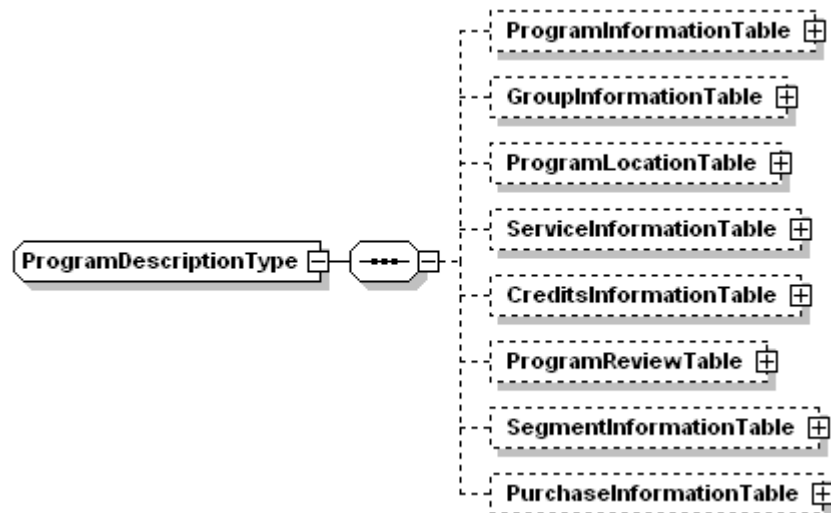 ProgramInformationTable
GroupInformationTable
ProgramLocationTable
ServiceInformationTable
ProgramDescriptionType
CreditsInformationTable
ProgramReviewTable
SegmentInformationTable
PurchaseInformationTable